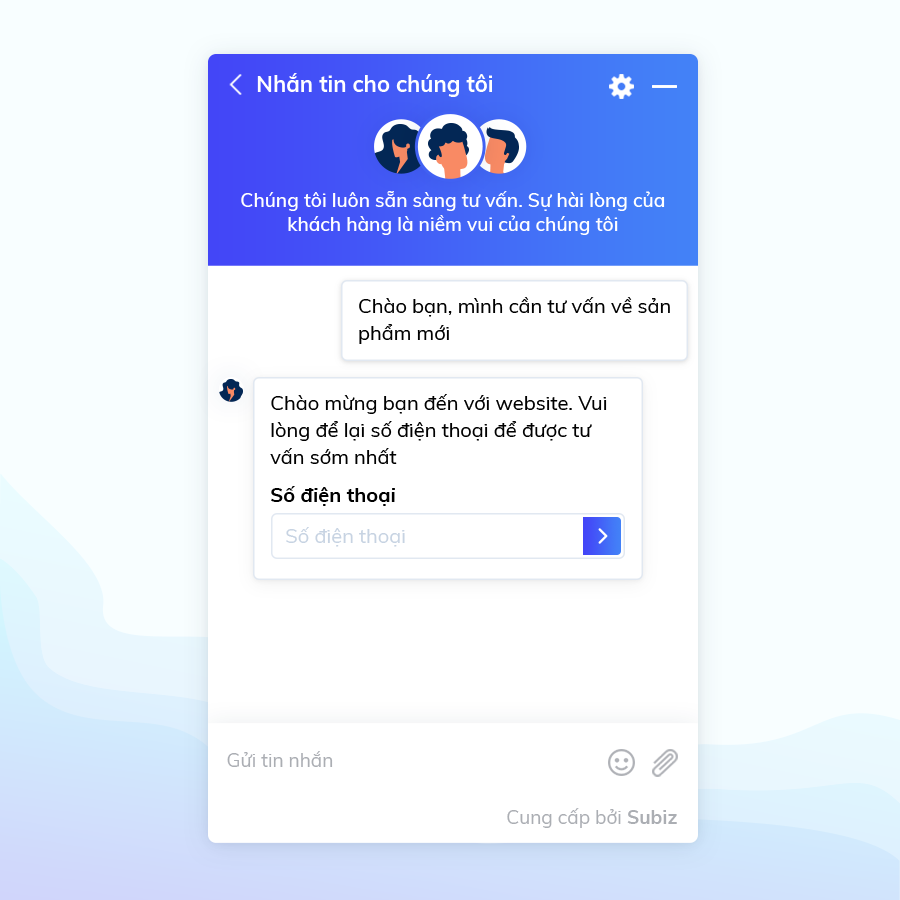 Nhắn tin cho chúng tôi
Chúng tôi luôn sẵn sàng tư vấn. Sự hài lòng của
khách hàng là niềm vui của chúng tôi
Chào bạn, mình cần tư vấn về sản
phẩm mới
Chào mừng bạn đến với website. Vui
lòng để lại số điện thoại để được tư
vấn sớm nhất
Số điện thoại
Số điện thoại
Gửi tin nhắn
Cung cấp bởi Subiz